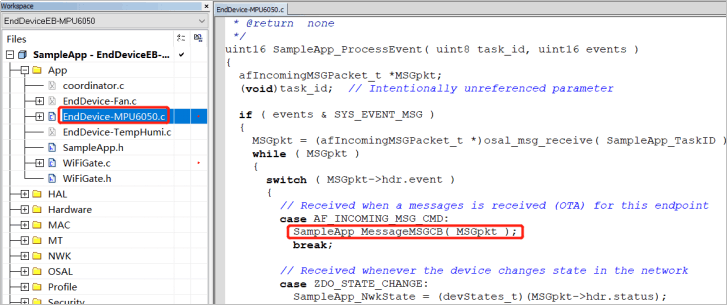 Workspace
EndDeviceEB-MPU6050
Files
SampleApp - EndDeviceEB-...
App
coordinator.c
EndDevice-Fan.c
EndDevice-MPU6050.c
EndDevice-TempHumi.c
SampleApp.h
WiFiGate.c
WiFiGate.h
HAL
Hardware
MAC
MT
NWK
OSAL
Profile
Security
EndDevice-MPU6050.c
* @return none
*/
uint16 SampleApp_ProcessEvent( uint8 task_id, uint16 events )
{
afIncomingMSGPacket_t *MSGpkt;
(void)task_id; // Intentionally unreferenced parameter
if ( events & SYS_EVENT_MSG )
{
MSGpkt = (afIncomingMSGPacket_t *)osal_msg_receive( SampleApp_TaskID )
while ( MSGpkt )
{
switch ( MSGpkt->hdr.event )
{
// Received when a messages is received (OTA) for this endpoint
case AF_INCOMING_MSG_CMD:
SampleApp_MessageMSGCB( MSGpkt );
break;
// Received whenever the device changes state in the network
case ZDO_STATE_CHANGE:
SampleApp_NwkState = (devStates_t)(MSGpkt->hdr.status);